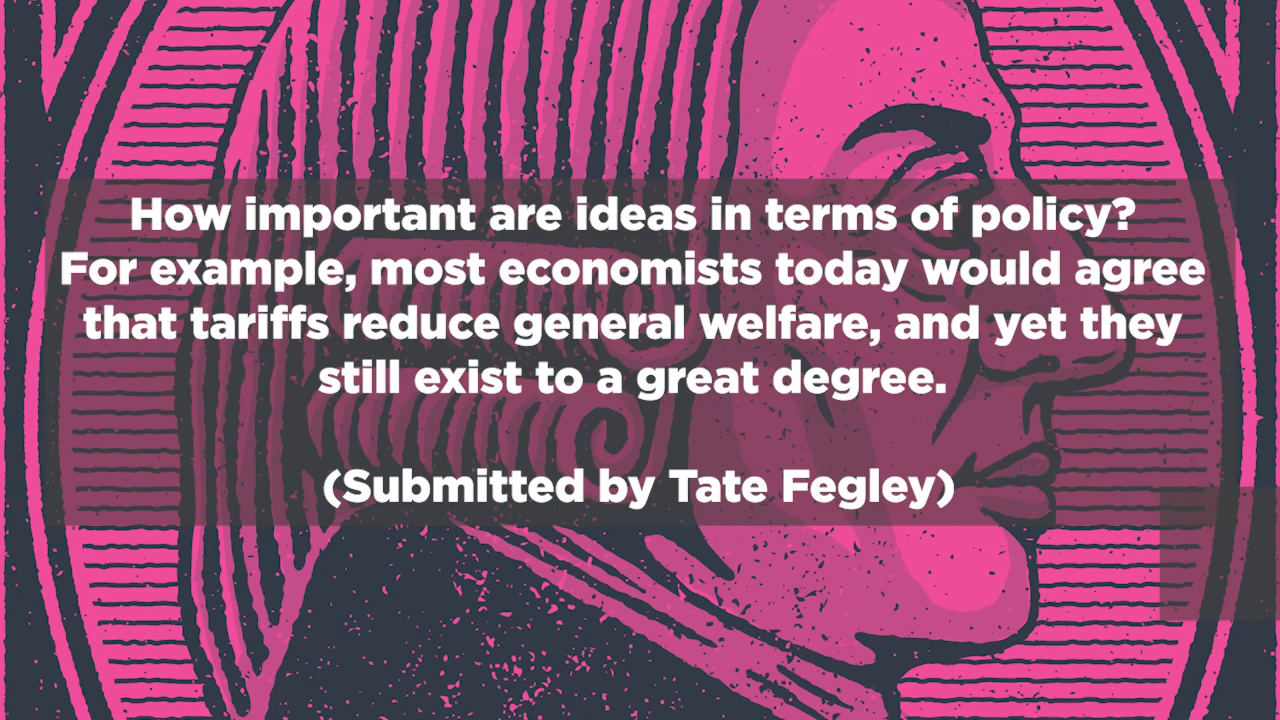 How important are ideas in terms of policy?
For example, most economists today would agree
that tariffs reduce general welfare, and yet they
still exist to a great degree.
(Submitted by Tate Fegley)